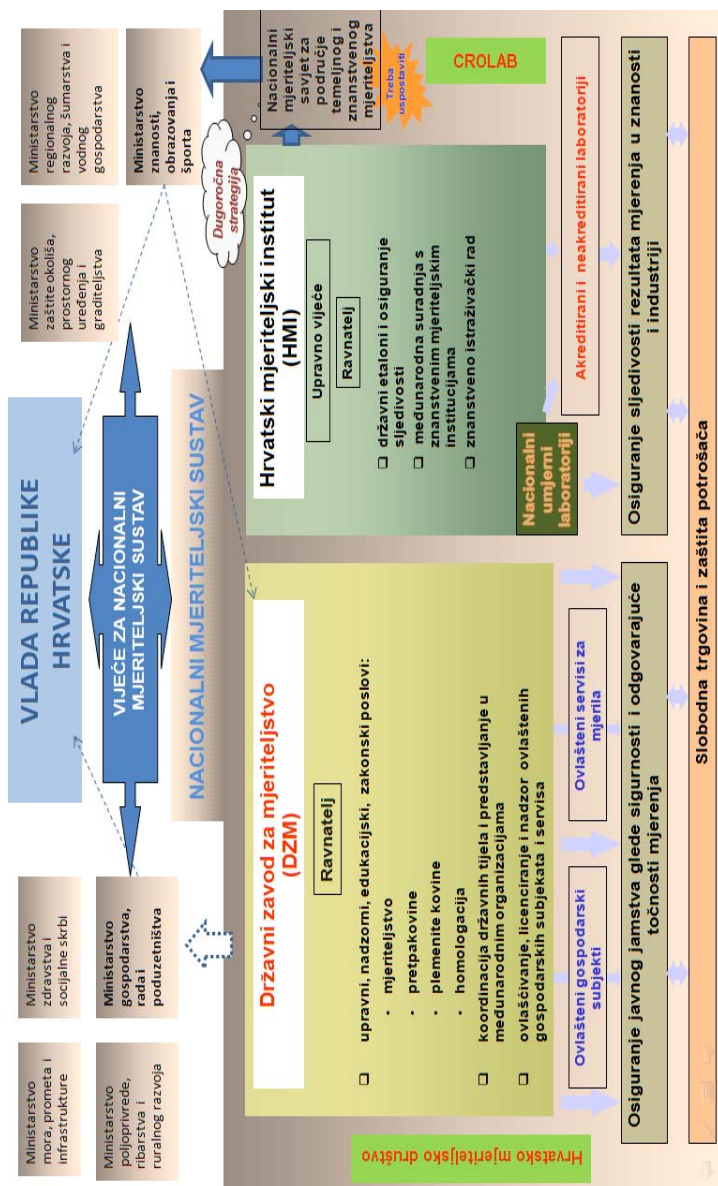 VLADA REPUBLIKE
HRVATSKE
VIJEĆE ZA NACIONALNI
MJERITELJSKI SUSTAV
NACIONALNI MJERITELJSKI SUSTAV
Ministarstvo
mora, prometa i
infrastrukture
Ministarstvo
zdravstva i
socijalne skrbi
Ministarstvo
poljoprivrede,
ribarstva i
ruralnog razvoja
Ministarstvo
gospodarstva,
rada i
poduzetništva
Ministarstvo
zaštite okoliša,
prostornog
uređenja i
graditeljstva
Ministarstvo
regionalnog
razvoja, šumarstva i
vodnog
gospodarstva
Ministarstvo
znanosti,
obrazovanja i
športa
Dugoročna
strategija
Hrvatsko mjeriteljsko društvo
Državni zavod za mjeriteljstvo
(DZM)
Ravnatelj
❑ upravni, nadzorni, edukacijski, zakonski poslovi:
• mjeriteljstvo
• pretpakovine
• plemenite kovine
• homologacija
❑ koordinacija državnih tijela i predstavljanje u
međunarodnim organizacijama
❑ ovlašćivanje, licenciranje i nadzor ovlaštenih
gospodarskih subjekata i servisa
Hrvatski mjeriteljski institut
(HMI)
Upravno vijeće
Ravnatelj
❑ državni etaloni i osiguranje
sljedivosti
❑ međunarodna suradnja s
znanstvenim mjeriteljskim
institucijama
❑ znanstveno istraživački rad
Nacionalni
mjeriteljski
savjet za
područje
temeljnog i
znanstvenog
mjeriteljstva
Treba
uspostaviti
CROLAB
Nacionalni
umjerni
laboratoriji
Ovlašteni gospodarski
subjekti
Ovlašteni servisi za
mjerila
Akreditirani i neakreditirani laboratoriji
Osiguranje javnog jamstva glede sigurnosti i odgovarajuće
točnosti mjerenja
Osiguranje sljedivosti rezultata mjerenja u znanosti
i industriji
Slobodna trgovina i zaštita potrošača